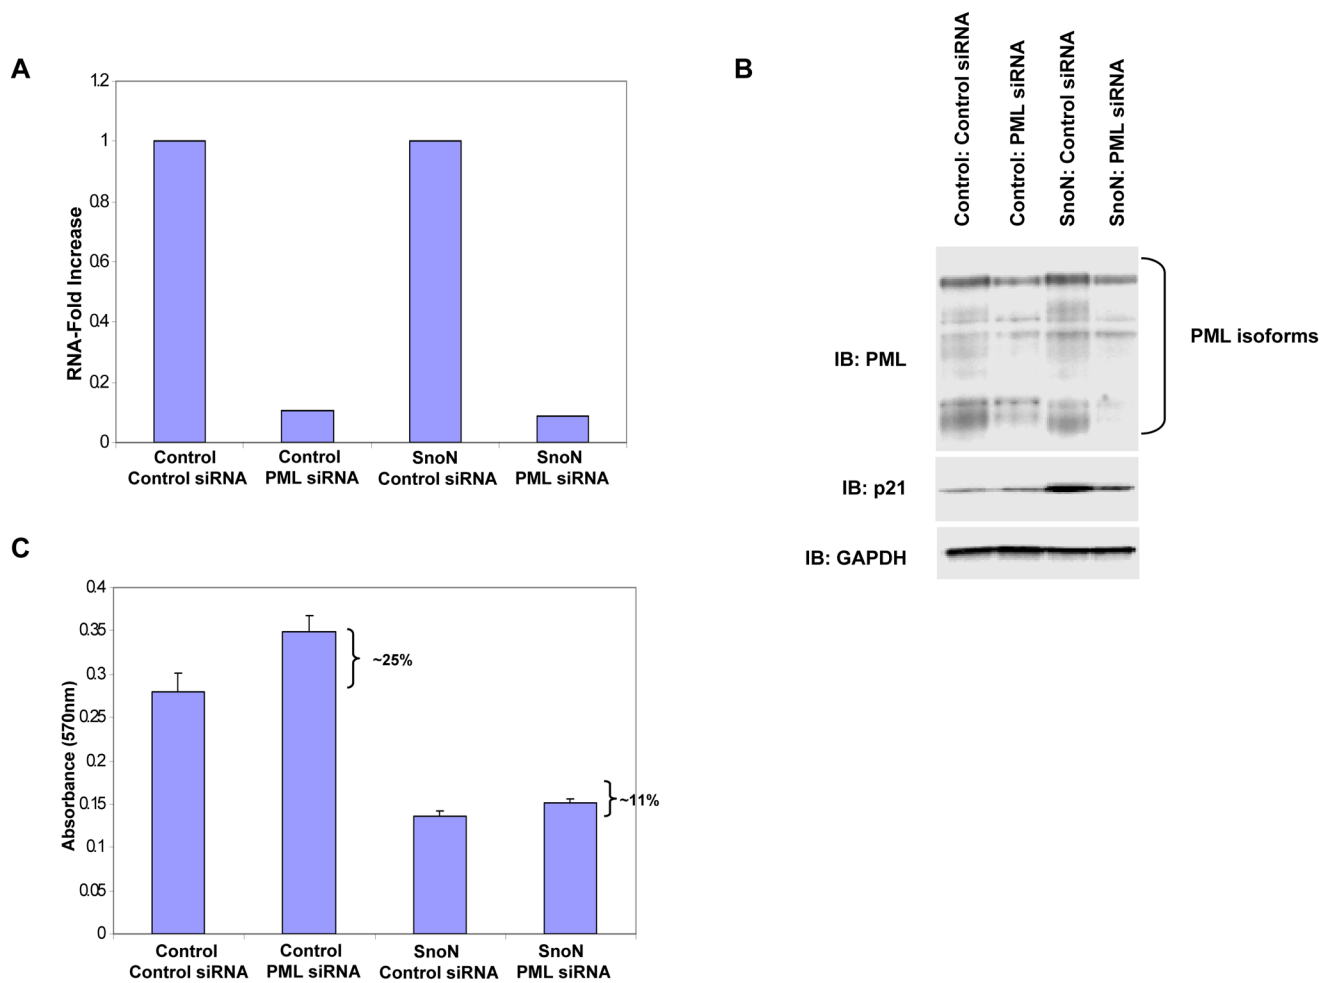 A
RNA-Fold Increase
1.2
1
0.8
0.6
0.4
0.2
0
Control
Control siRNA
Control
PML siRNA
SnoN
Control siRNA
SnoN
PML siRNA
B
Control: Control siRNA
Control: PML siRNA
SnoN: Control siRNA
SnoN: PML siRNA
IB: PML
PML isoforms
IB: p21
IB: GAPDH
C
Absorbance (570nm)
0.4
0.35
0.3
0.25
0.2
0.15
0.1
0.05
0
~25%
~11%
Control
Control siRNA
Control
PML siRNA
SnoN
Control siRNA
SnoN
PML siRNA